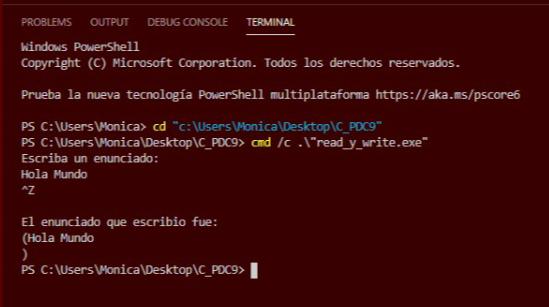 PROBLEMS OUTPUT DEBUG CONSOLE TERMINAL
Windows PowerShell
Copyright (C) Microsoft Corporation. Todos los derechos reservados.
Prueba la nueva tecnología PowerShell multiplataforma https://aka.ms/pscore6
PS C:\Users\Monica> cd "c:\Users\Monica\Desktop\C_PDC9"
PS C:\Users\Monica\Desktop\C_PDC9> cmd /c .\"read_y_write.exe"
Escriba un enunciado:
Hola Mundo
^Z
El enunciado que escribio fue:
(Hola Mundo
)
PS C:\Users\Monica\Desktop\C_PDC9>